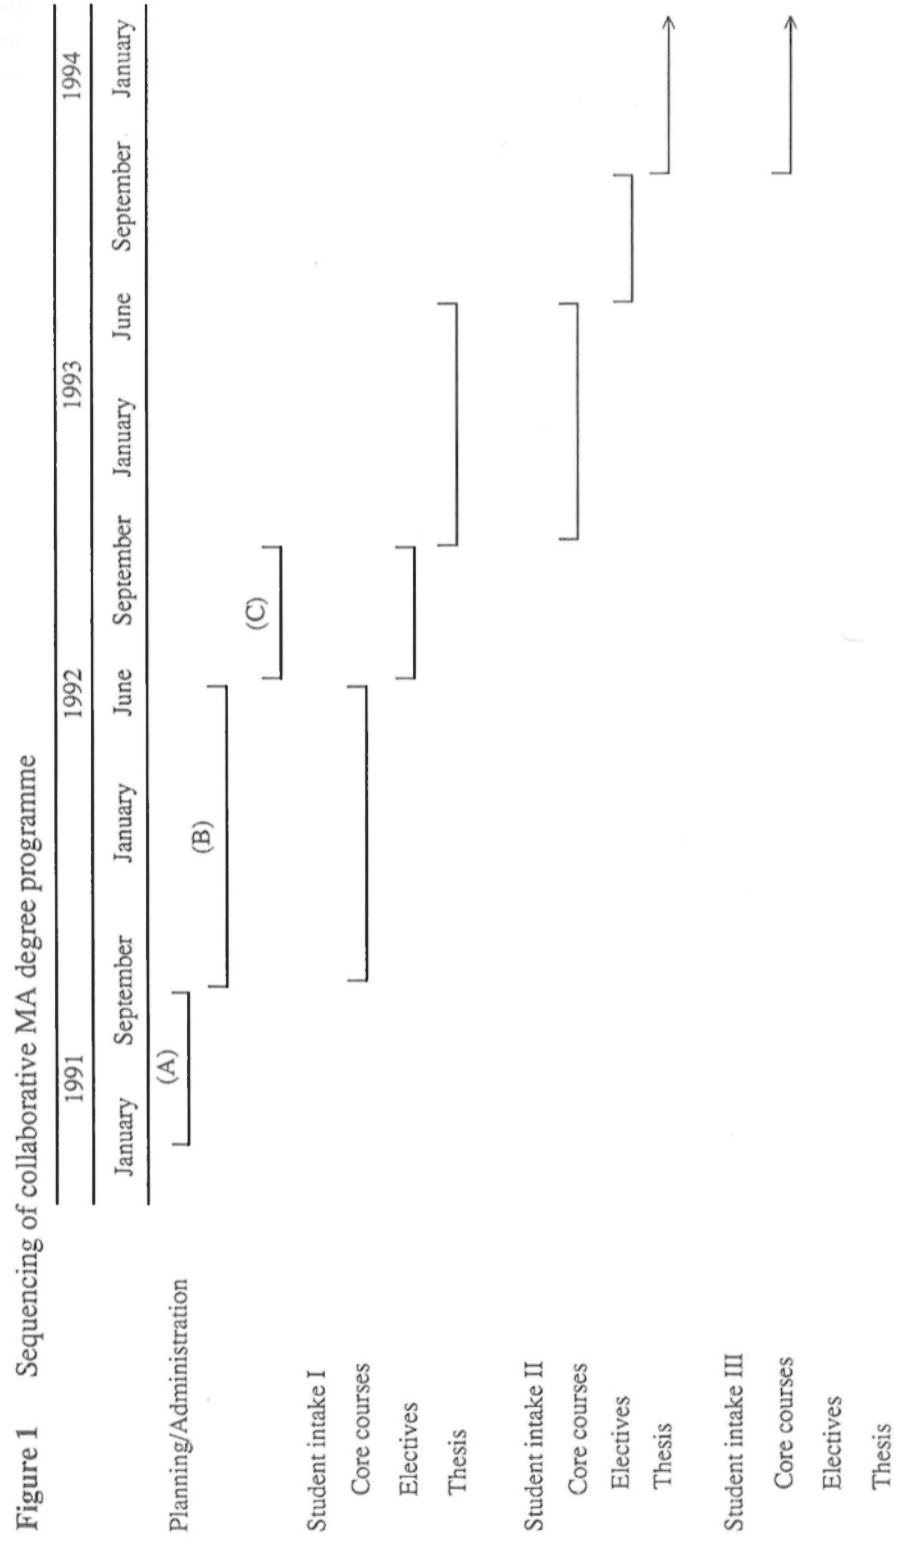 Figure 1 Sequencing of collaborative MA degree programme
1991 1992 1993 1994
January September January June September January June September January
Planning/Administration
(A)
(B)
(C)
Student intake I
Core courses
Electives
Thesis
Student intake II
Core courses
Electives
Thesis
Student intake III
Core courses
Electives
Thesis